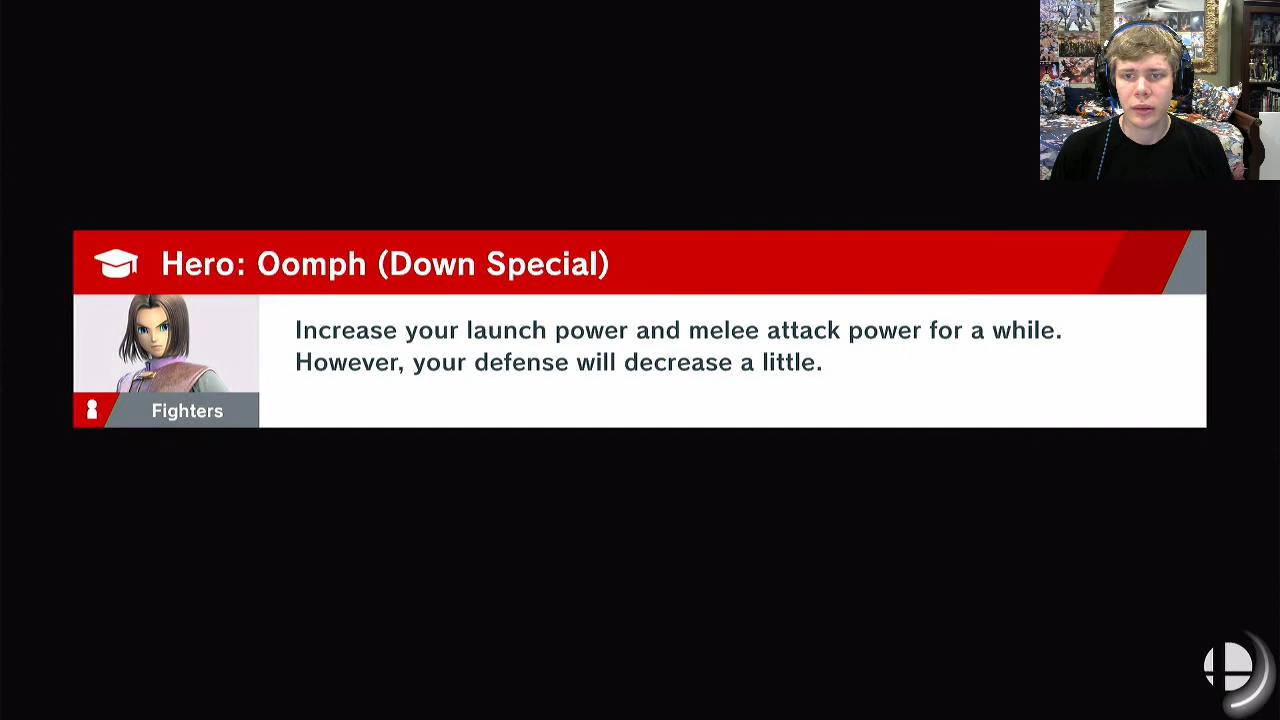 Hero: Oomph (Down Special)
Increase your launch power and melee attack power for a while.
However, your defense will decrease a little.
Fighters